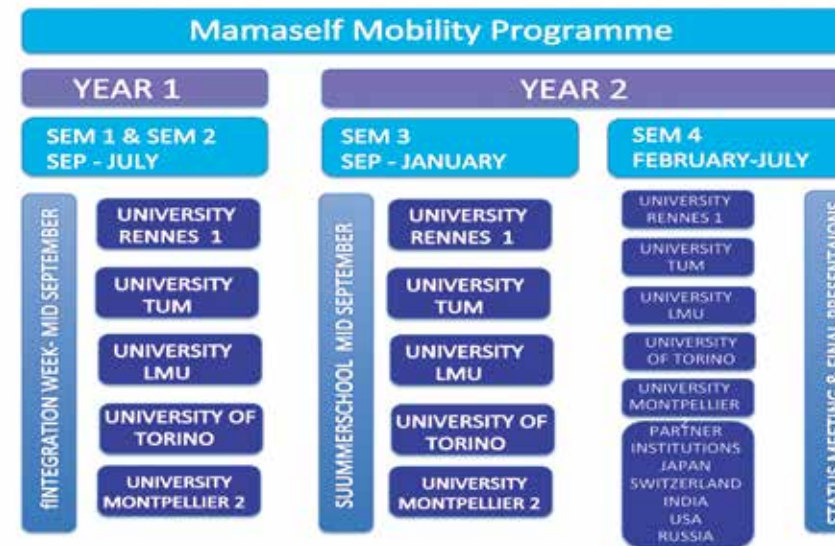 Mamaself Mobility Programme
YEAR 1
YEAR 2
SEM 1 & SEM 2
SEP - JULY
SEM 3
SEP - JANUARY
SEM 4
FEBRUARY-JULY
fINTEGRATION WEEK- MID SEPTEMBER
UNIVERSITY
RENNES 1
UNIVERSITY
TUM
UNIVERSITY
LMU
UNIVERSITY OF
TORINO
UNIVERSITY
MONTPELLIER 2
SUUMMERSCHOOL MID SEPTEMBER
UNIVERSITY
RENNES 1
UNIVERSITY
TUM
UNIVERSITY
LMU
UNIVERSITY OF
TORINO
UNIVERSITY
MONTPELLIER 2
UNIVERSITY
RENNES 1
UNIVERSITY
TUM
UNIVERSITY
LMU
UNIVERSITY
OF TORINO
UNIVERSITY
MONTPELLIER
PARTNER
INSTITUTIONS
JAPAN
SWITZERLAND
INDIA
USA
RUSSIA
STATUS MEETING & FINAL PRESENTATIONS